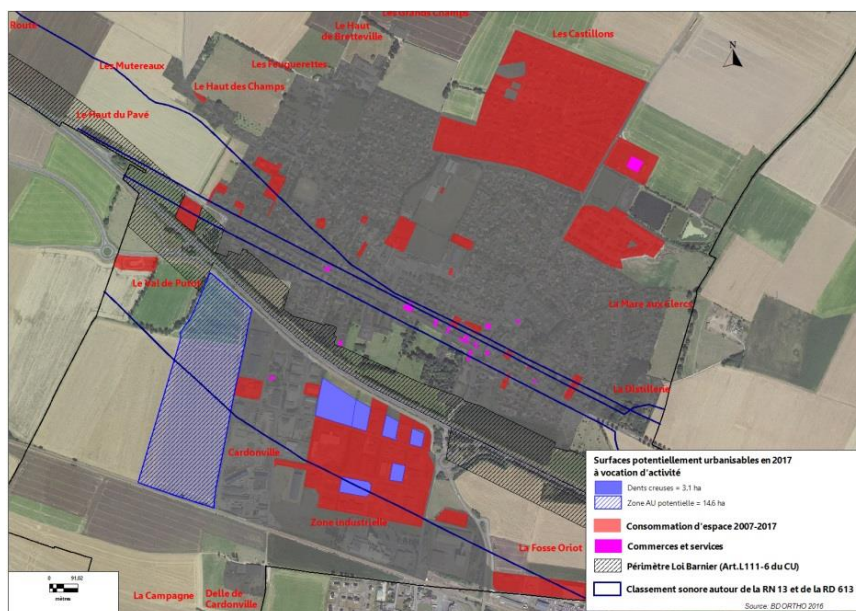 Les Grands Champs
Route
Le Haut
de Bretteville
Les Castillons
N
Les Mutereaux
Les Feuguerettes
Le Haut des Champs
Le Haut du Pavé
Le Val de Putot
La Mare aux Clercs
La Distillerie
Cardonville
Zone industrielle
La Fosse Oriot
La Campagne
Delle de
Cardonville
0 91,62
mètres
Surfaces potentiellement urbanisables en 2017
à vocation d'activité
Dents creuses = 3.1 ha
Zone AU potentielle = 14.6 ha
Consommation d'espace 2007-2017
Commerces et services
Périmètre Loi Barnier (Art.L111-6 du CU)
Classement sonore autour de la RN 13 et de la RD 613
Source: BD ORTHO 2016